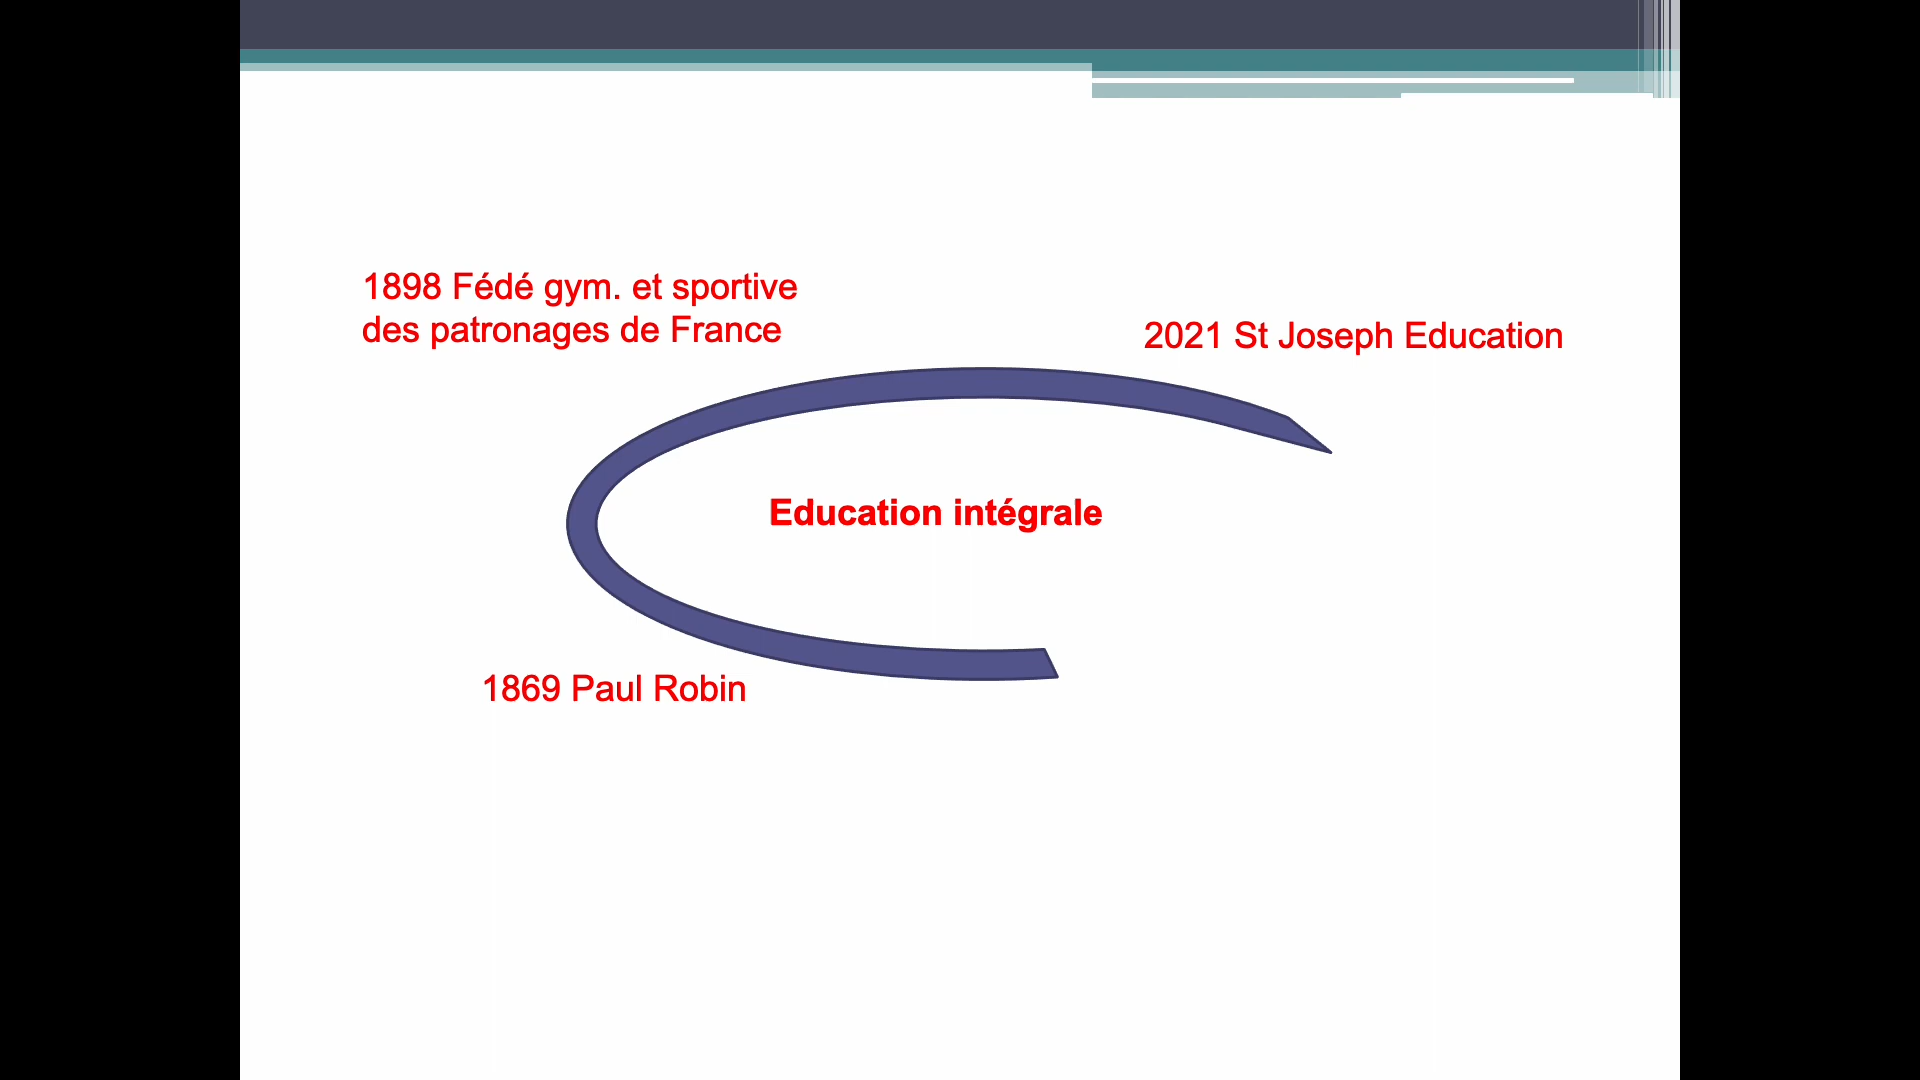 1898 Fédé gym. et sportive
des patronages de France
2021 St Joseph Education
Education intégrale
1869 Paul Robin